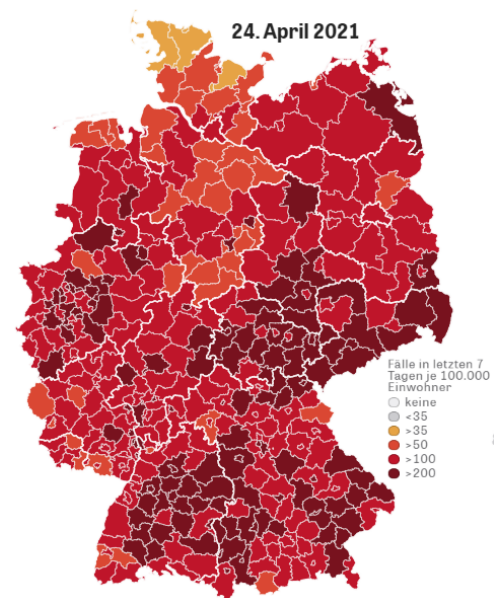 24. April 2021
Fälle in letzten 7
Tagen je 100.000
Einwohner
keine
<35
>35
>50
>100
>200